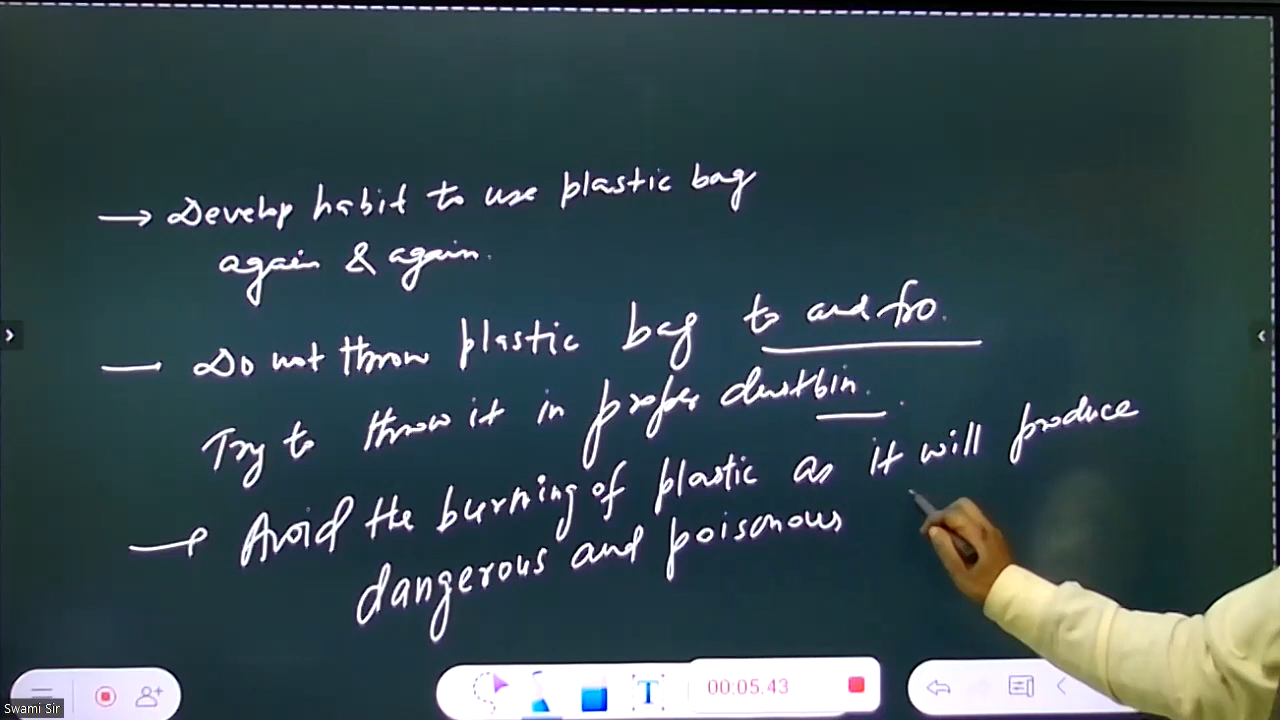 → Develop habit to use plastic bag
again & again.
— Do not throw plastic bag to and fro.
Try to throw it in proper dustbin.
→ Avoid the burning of plastic as it will produce
dangerous and poisonous
T 00:05.43
Swami Sir